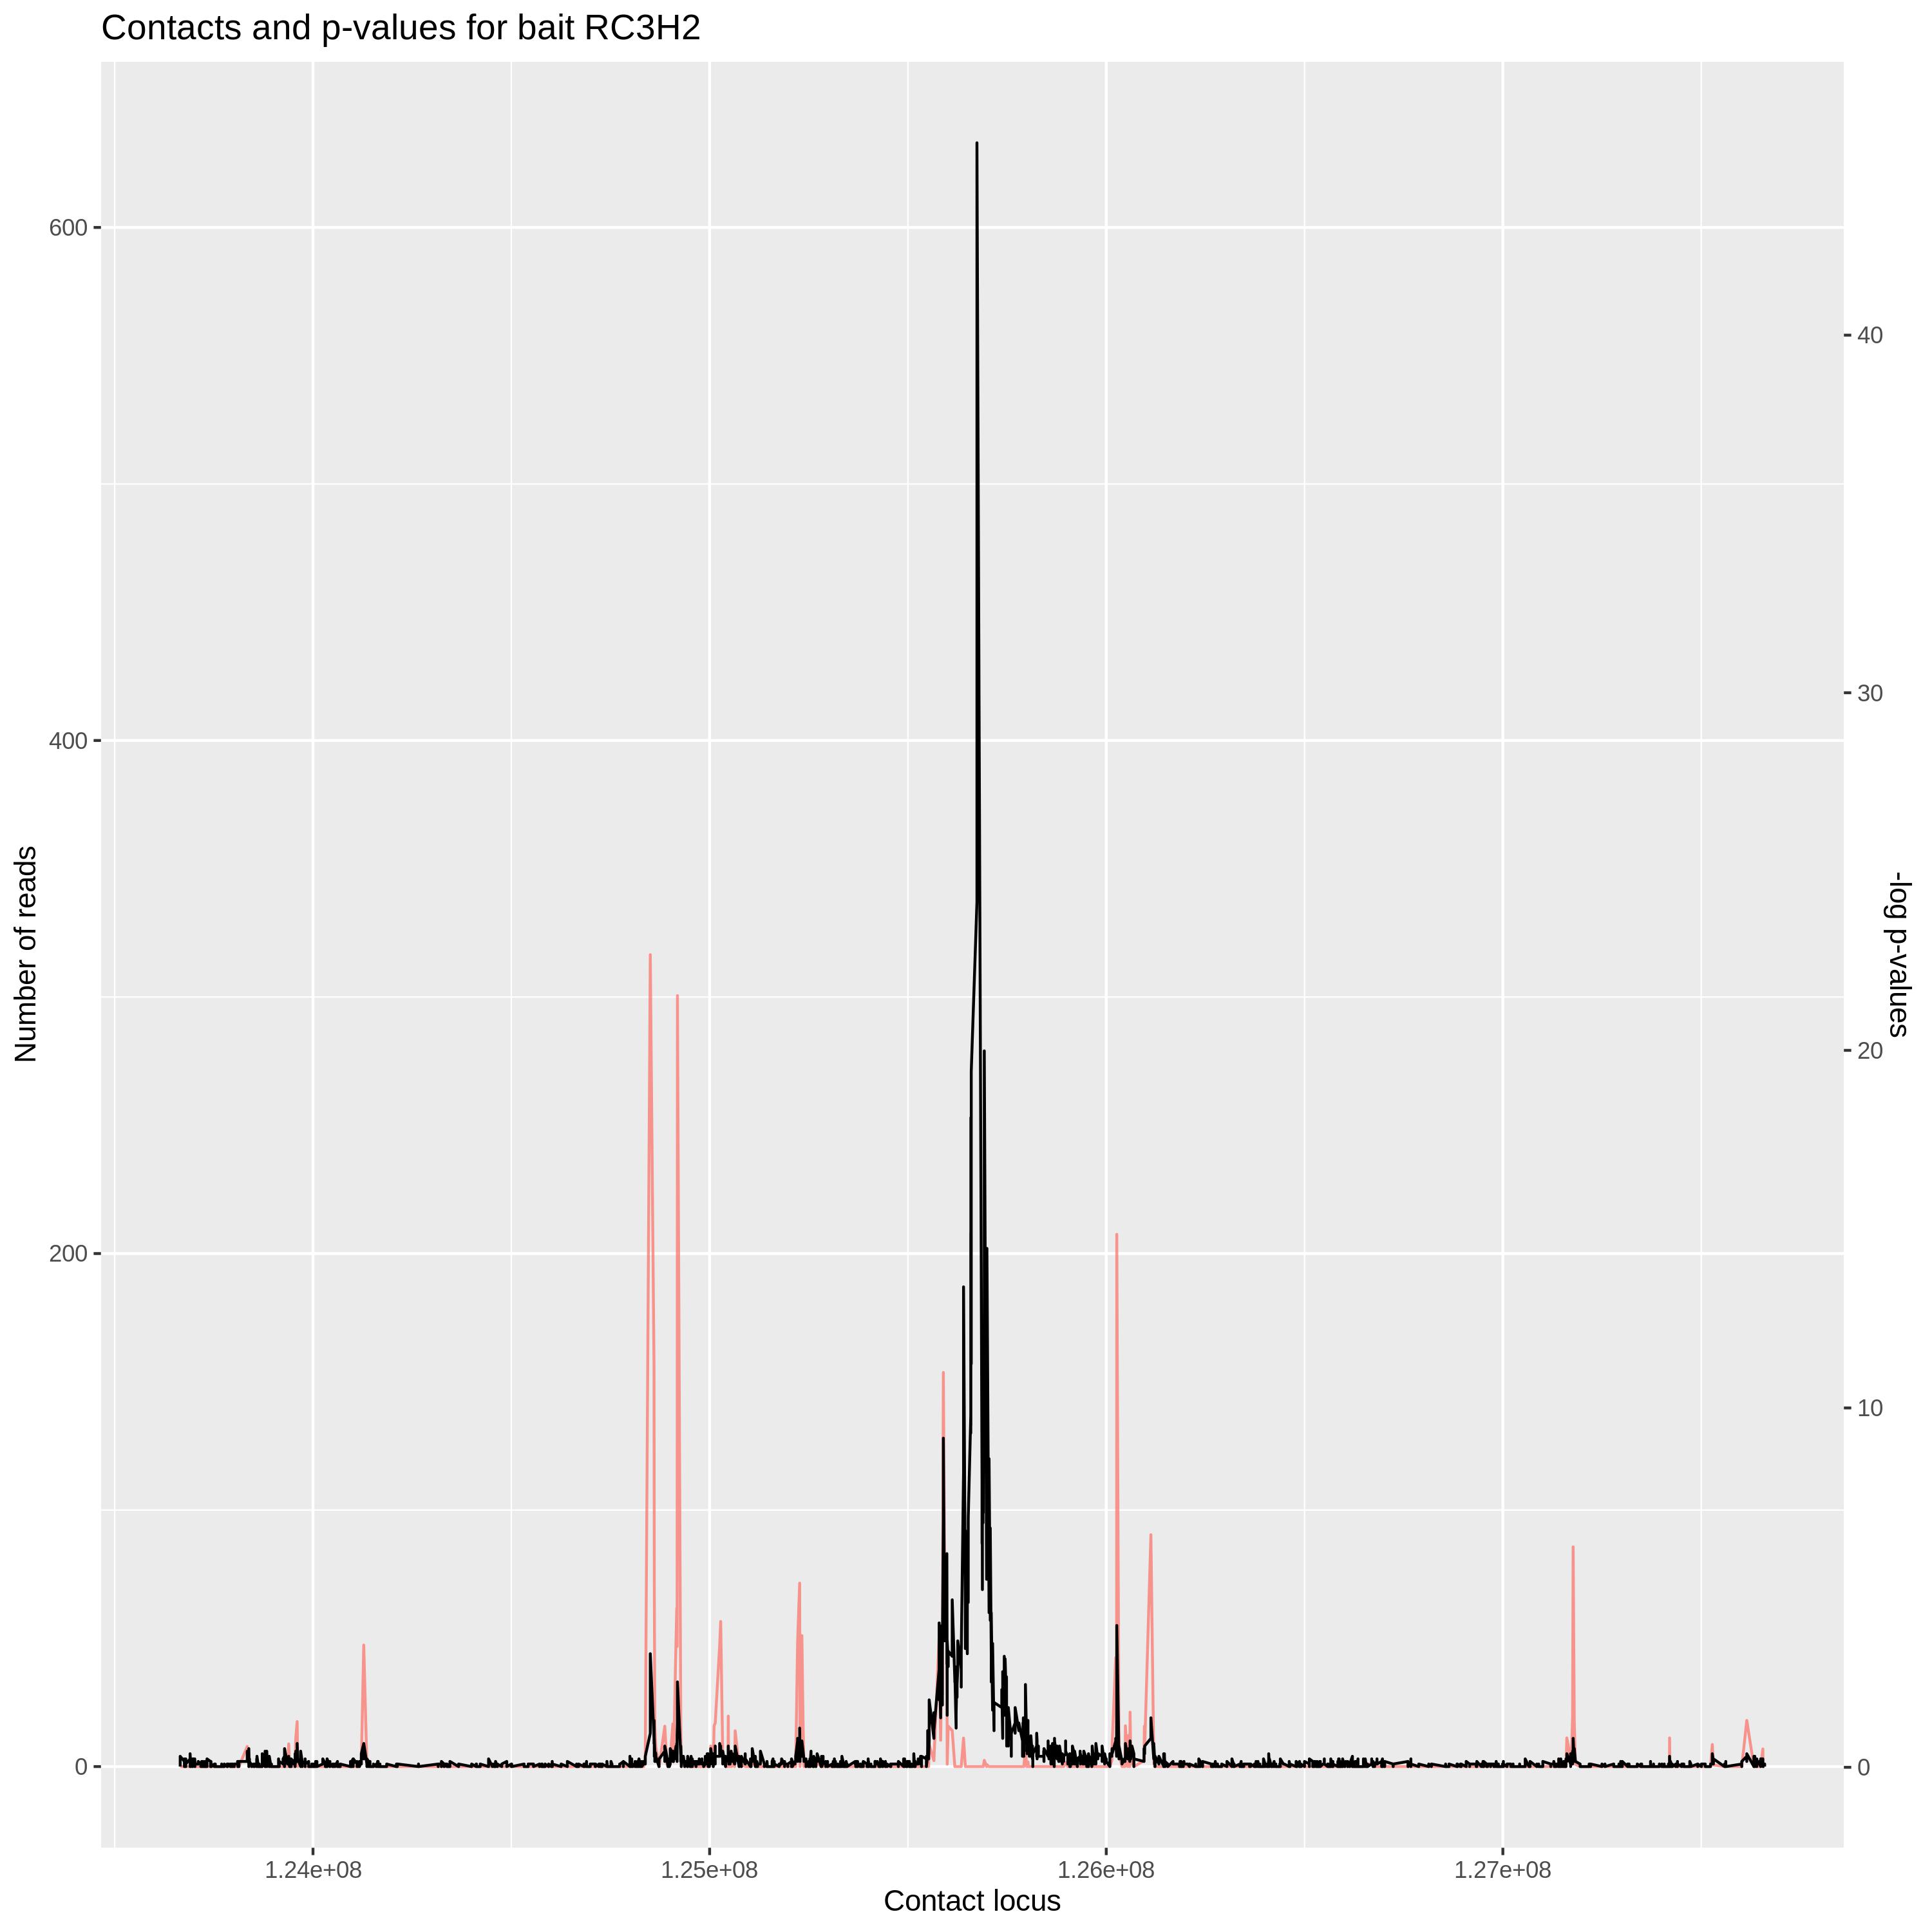 Contacts and p-values for bait RC3H2
600
400
200
0
Number of reads
40
30
20
10
0
-log p-values
1.24e+08
1.25e+08
1.26e+08
1.27e+08
Contact locus